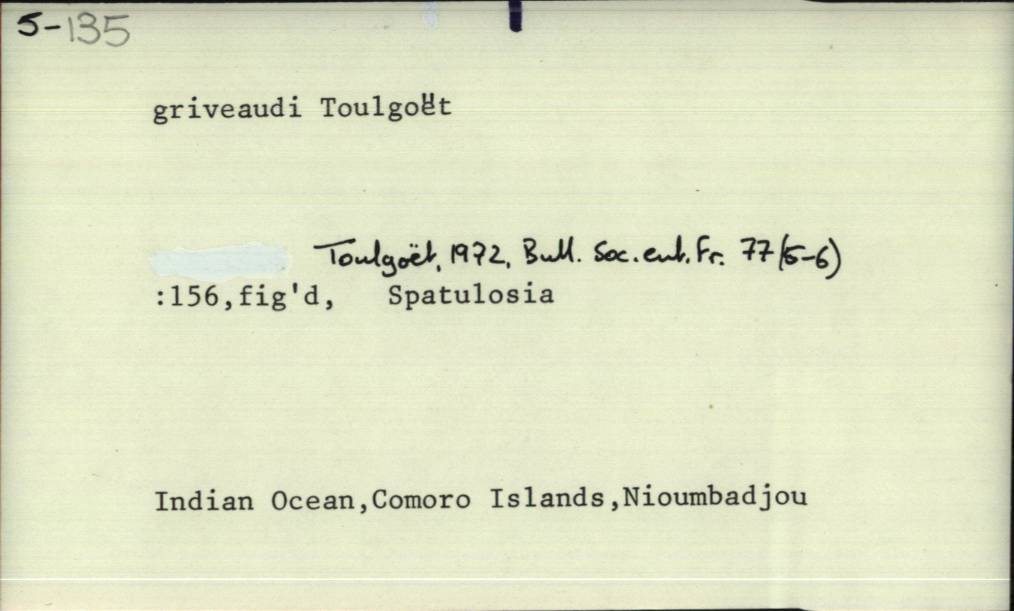 5-135
griveaudi Toulgoët
Toulgoët, 1972, Bull. Soc. ent. Fr. 77(5-6)
:156,fig'd, Spatulosia
Indian Ocean,Comoro Islands,Nioumbadjou